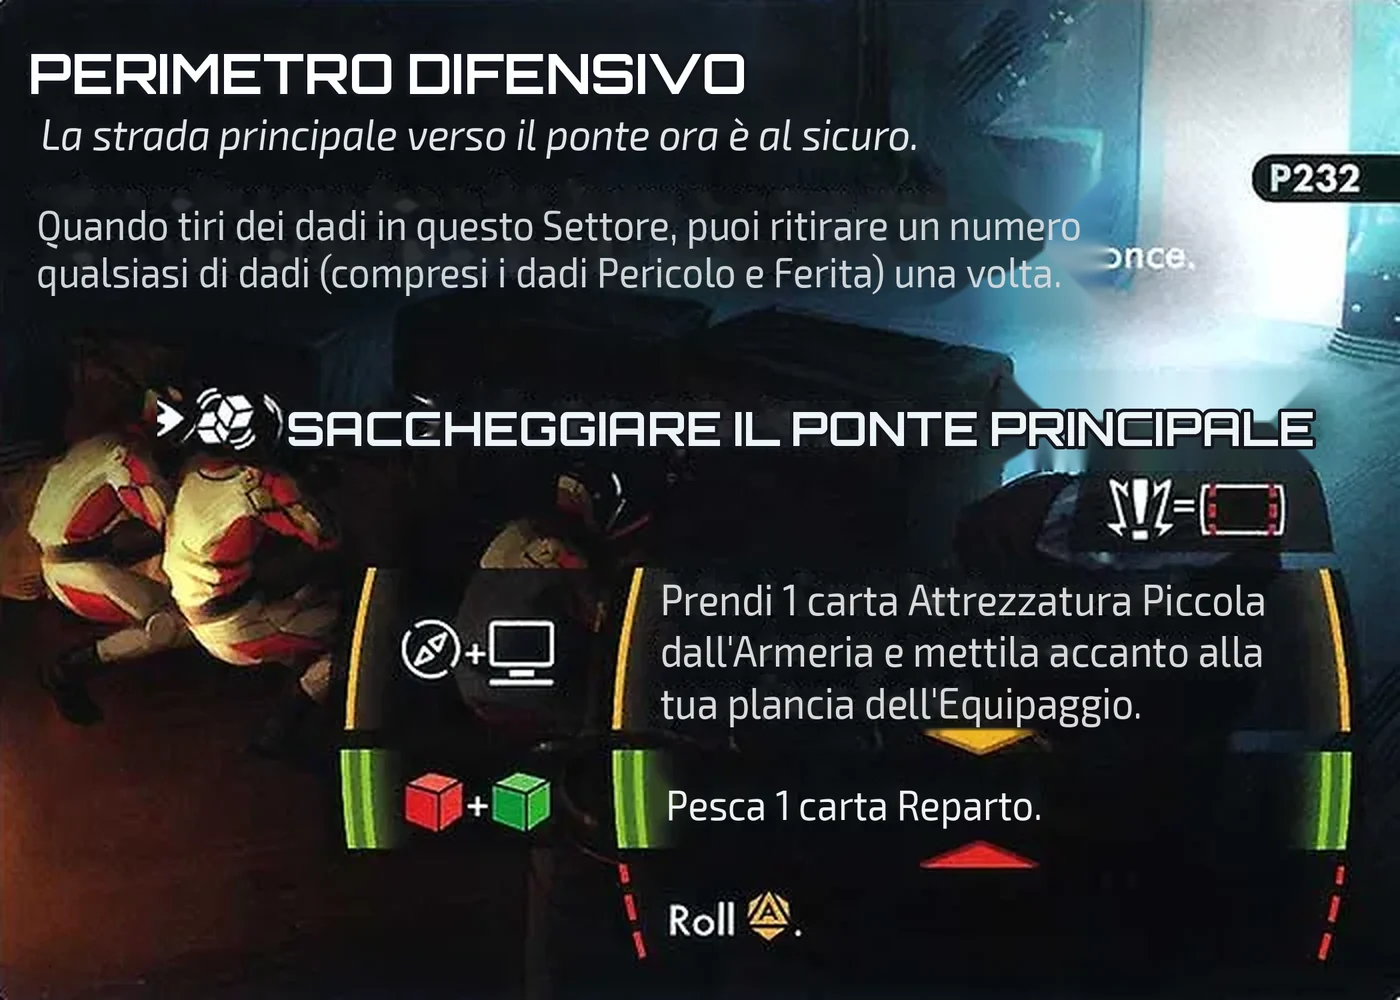 PERIMETRO DIFENSIVO
La strada principale verso il ponte ora è al sicuro.
P232
Quando tiri dei dadi in questo Settore, puoi ritirare un numero
qualsiasi di dadi (compresi i dadi Pericolo e Ferita) una volta.
once.
SACCHEGGIARE IL PONTE PRINCIPALE
! =
+
Prendi 1 carta Attrezzatura Piccola
dall'Armeria e mettila accanto alla
tua plancia dell'Equipaggio.
+
Pesca 1 carta Reparto.
Roll A.